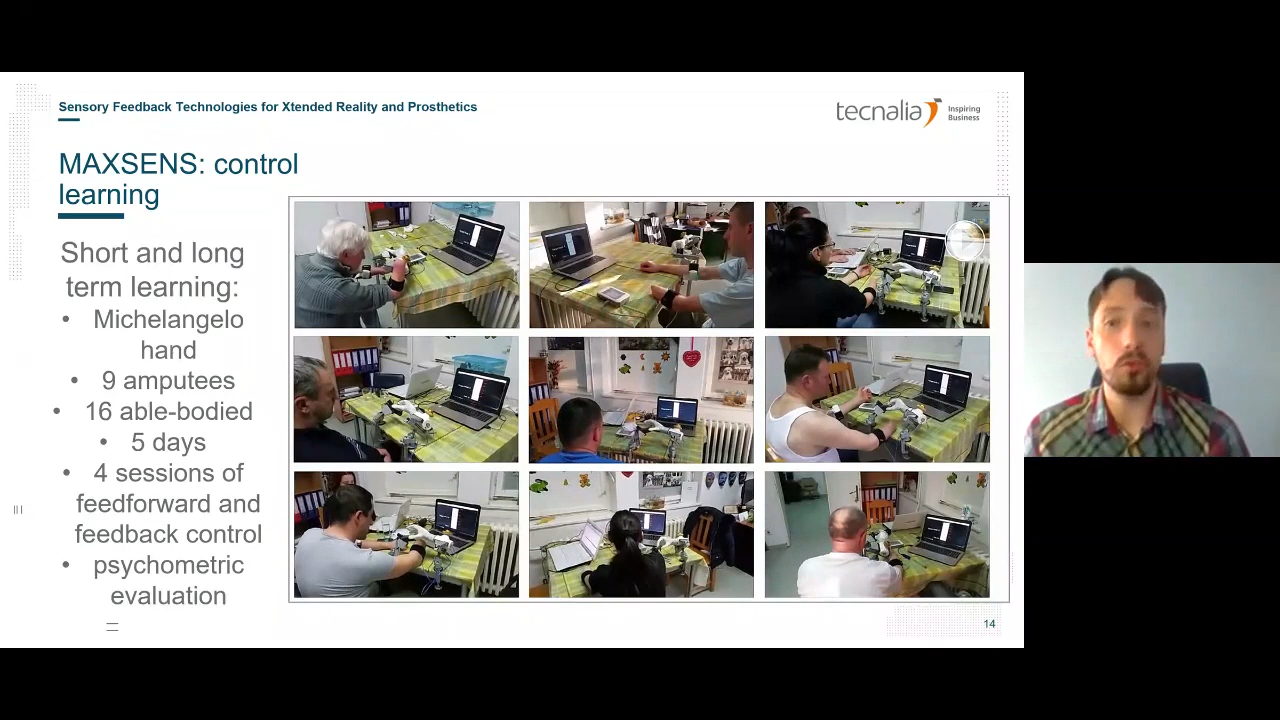 Sensory Feedback Technologies for Xtended Reality and Prosthetics
tecnalia
Inspiring
Business
MAXSENS: control
learning
Short and long
term learning:
• Michelangelo
hand
• 9 amputees
• 16 able-bodied
• 5 days
• 4 sessions of
feedforward and
feedback control
• psychometric
evaluation
14